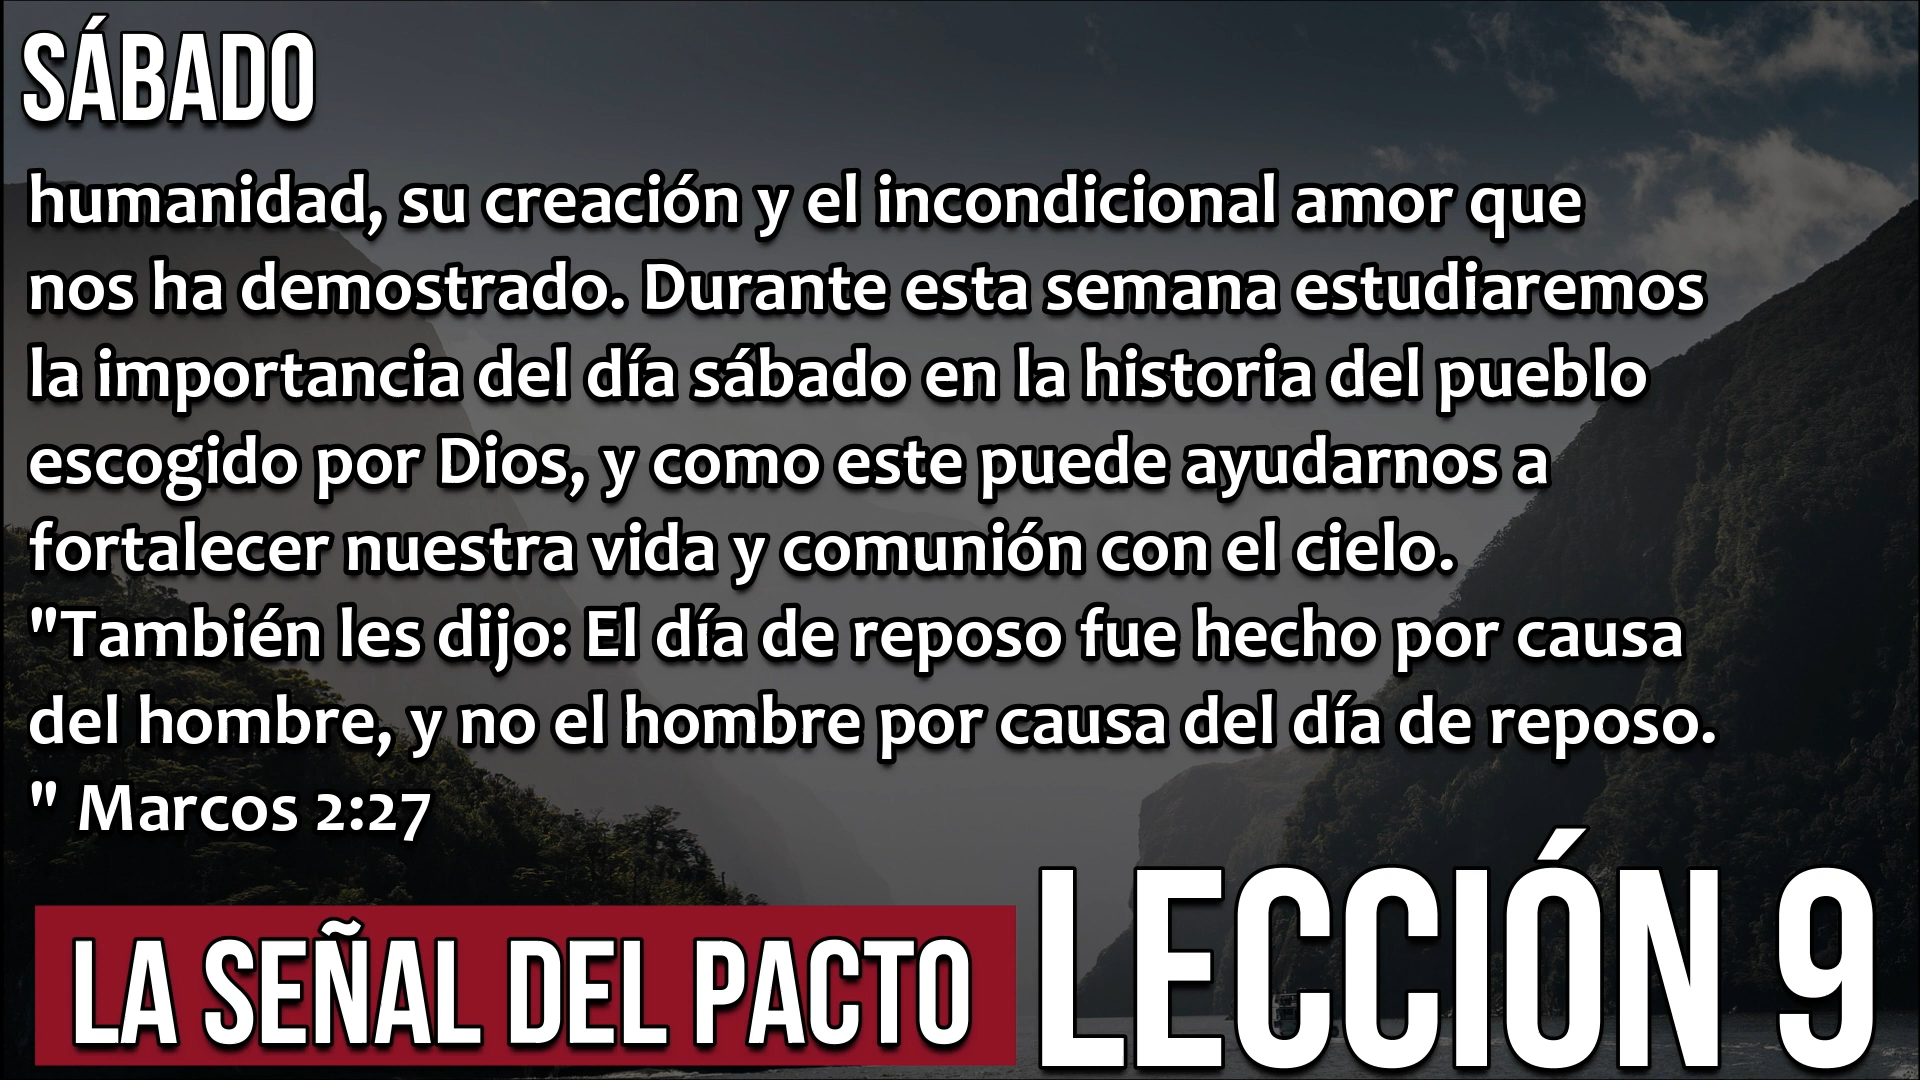 SÁBADO
humanidad, su creación y el incondicional amor que
nos ha demostrado. Durante esta semana estudiaremos
la importancia del día sábado en la historia del pueblo
escogido por Dios, y como este puede ayudarnos a
fortalecer nuestra vida y comunión con el cielo.
"También les dijo: El día de reposo fue hecho por causa
del hombre, y no el hombre por causa del día de reposo.
" Marcos 2:27
LA SEÑAL DEL PACTO
LECCIÓN 9